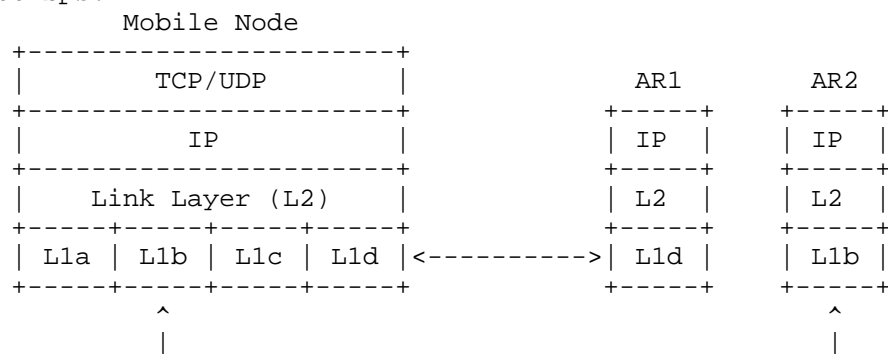 Mobile Node
TCP/UDP AR1 AR2
IP IP IP
Link Layer (L2) L2 L2
L1a L1b L1c L1d L1d L1b